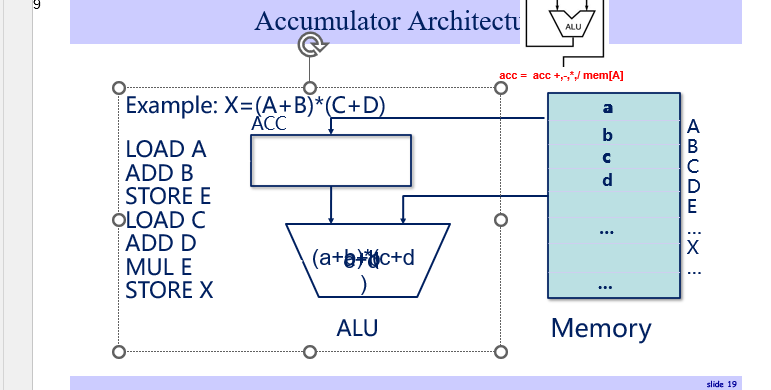 9
Accumulator Architectu
ALU
acc = acc +,-,*,/ mem[A]
Example: X=(A+B)*(C+D)
ACC
LOAD A
ADD B
STORE E
LOAD C
ADD D
MUL E
STORE X
(a+b)*(c+d
)
ALU
a
b
c
d
...
...
A
B
C
D
E
...
X
...
Memory
slide 19